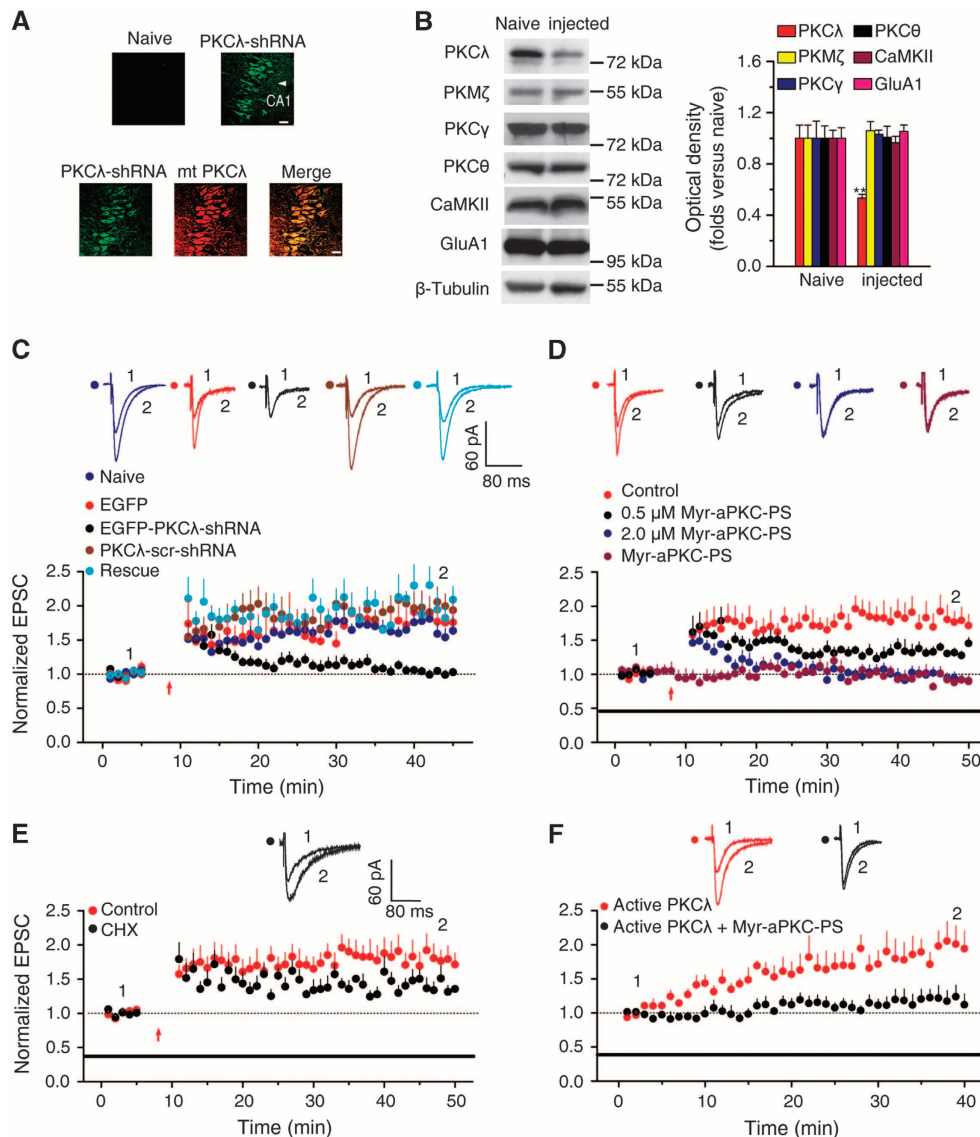 A
Naive
PKCλ-shRNA
CA1
PKCλ-shRNA mt PKCλ Merge
B
Naive injected
PKCλ
72 kDa
PKMζ
55 kDa
PKCγ
72 kDa
PKCθ
72 kDa
CaMKII
55 kDa
GluA1
95 kDa
β-Tubulin
55 kDa
PKCλ PKCθ
PKMζ CaMKII
PKCγ GluA1
Optical density
(folds versus naive)
1.6
1.2
0.8
0.4
0.0
**
Naive injected
C
1 1 1 1 1
2 2 2 2 2
60 pA
80 ms
Naive
EGFP
EGFP-PKCλ-shRNA
PKCλ-scr-shRNA
Rescue
Normalized EPSC
2.5
2.0
1.5
1.0
0.5
0.0
1
2
0 10 20 30 40 50
Time (min)
D
1 1 1 1
2 2 2 2
Control
0.5 µM Myr-aPKC-PS
2.0 µM Myr-aPKC-PS
Myr-aPKC-PS
2.5
2.0
1.5
1.0
0.5
0.0
1
2
0 10 20 30 40 50
Time (min)
E
1
2
60 pA
80 ms
Control
CHX
Normalized EPSC
2.5
2.0
1.5
1.0
0.5
0.0
1
2
0 10 20 30 40 50
Time (min)
F
1 1
2 2
Active PKCλ
Active PKCλ + Myr-aPKC-PS
2.5
2.0
1.5
1.0
0.5
0.0
1
2
0 10 20 30 40
Time (min)